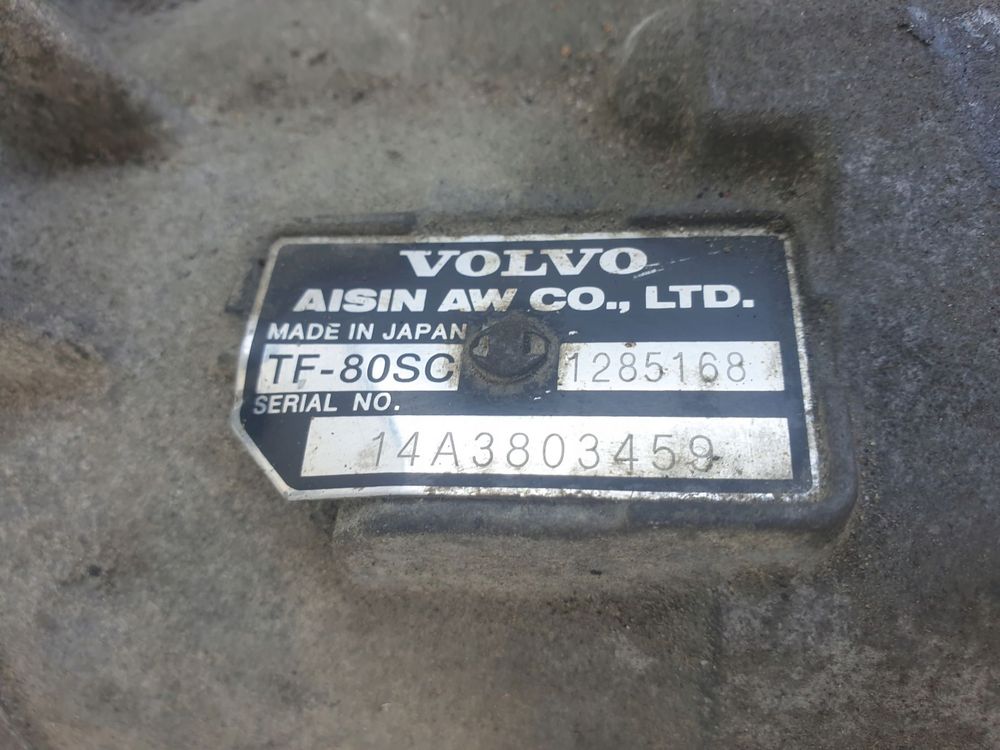 VOLVO
AISIN AW CO., LTD.
MADE IN JAPAN
TF-80SC 1285168
SERIAL NO.
14A3803459